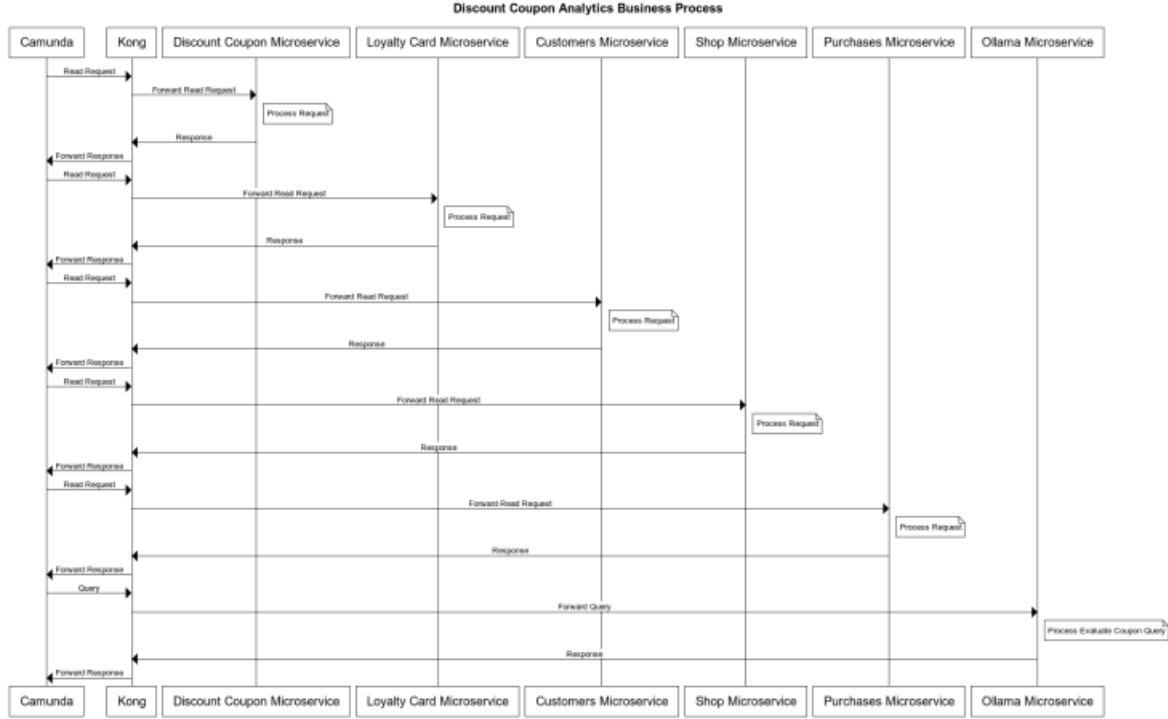 Discount Coupon Analytics Business Process
Camunda Kong Discount Coupon Microservice Loyalty Card Microservice Customers Microservice Shop Microservice Purchases Microservice Ollama Microservice
Read Request
Forward Read Request
Process Request
Response
Forward Response
Read Request
Forward Read Request
Process Request
Response
Forward Response
Read Request
Forward Read Request
Process Request
Response
Forward Response
Read Request
Forward Read Request
Process Request
Response
Forward Response
Read Request
Forward Read Request
Process Request
Response
Forward Response
Query
Forward Query
Process Evaluate Coupon Query
Response
Forward Response
Camunda Kong Discount Coupon Microservice Loyalty Card Microservice Customers Microservice Shop Microservice Purchases Microservice Ollama Microservice